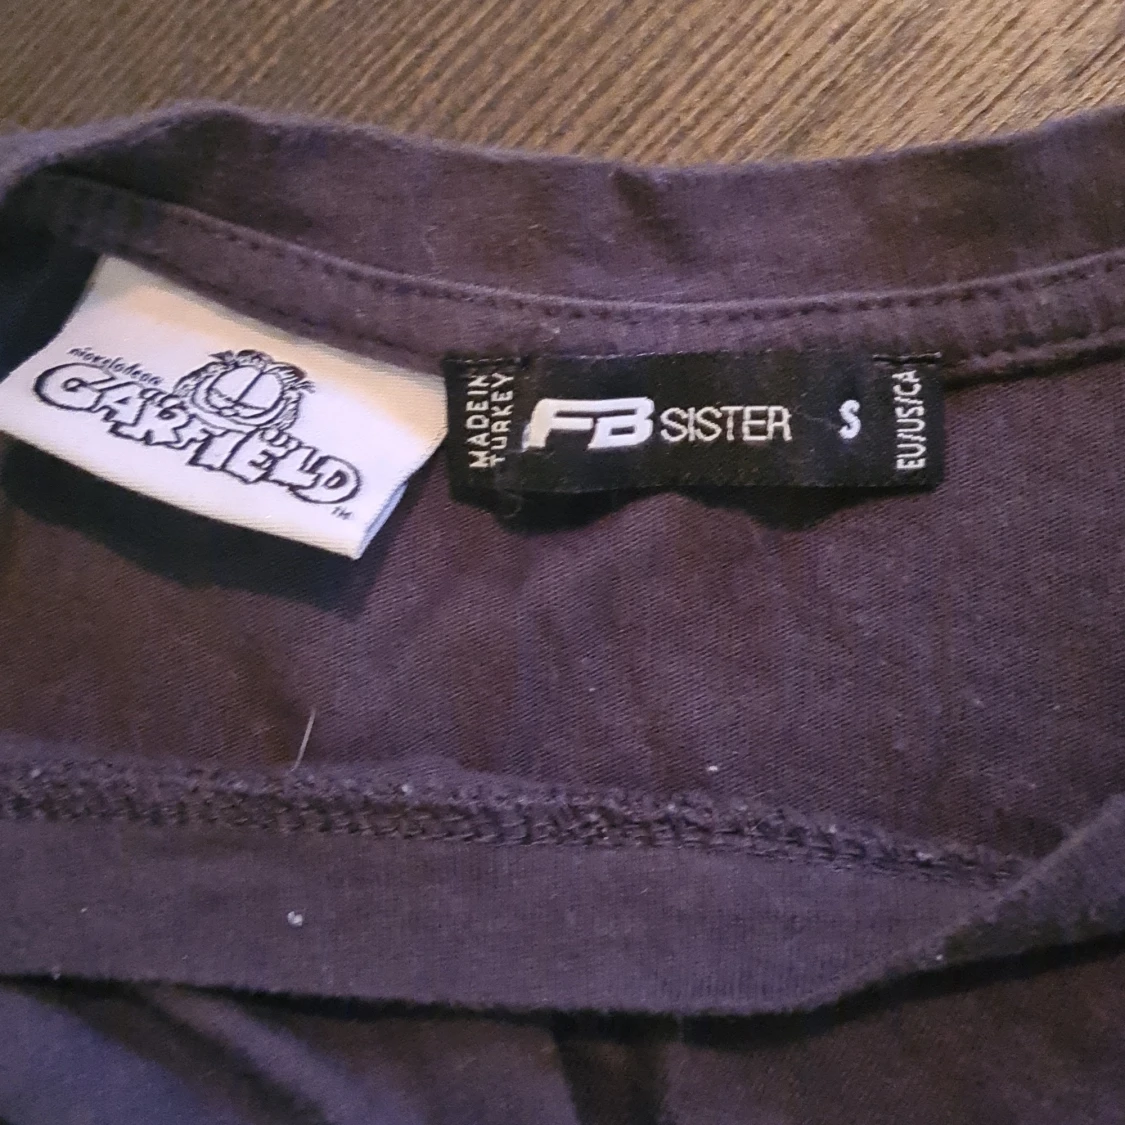 nickelodeon
GARFIELD
TM
MADE IN
TURKEY
FB SISTER
S
EU/US/CA